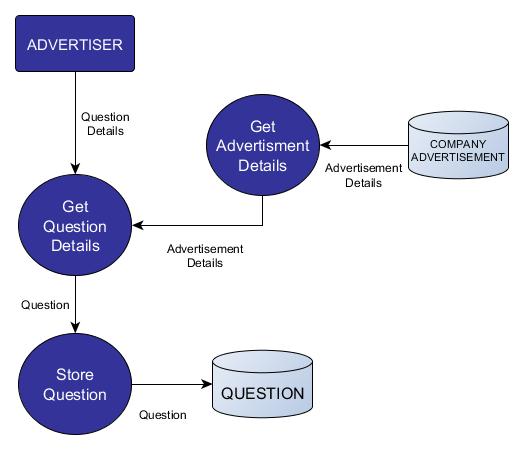 ADVERTISER
Question
Details
Get
Advertisment
Details
COMPANY
ADVERTISEMENT
Advertisement
Details
Get
Question
Details
Advertisement
Details
Question
Store
Question
Question
QUESTION